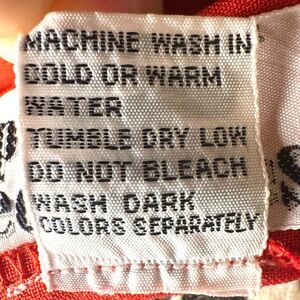 MACHINE WASH IN
COLD OR WARM
WATER
TUMBLE DRY LOW
DO NOT BLEACH
WASH DARK
COLORS SEPARATELY